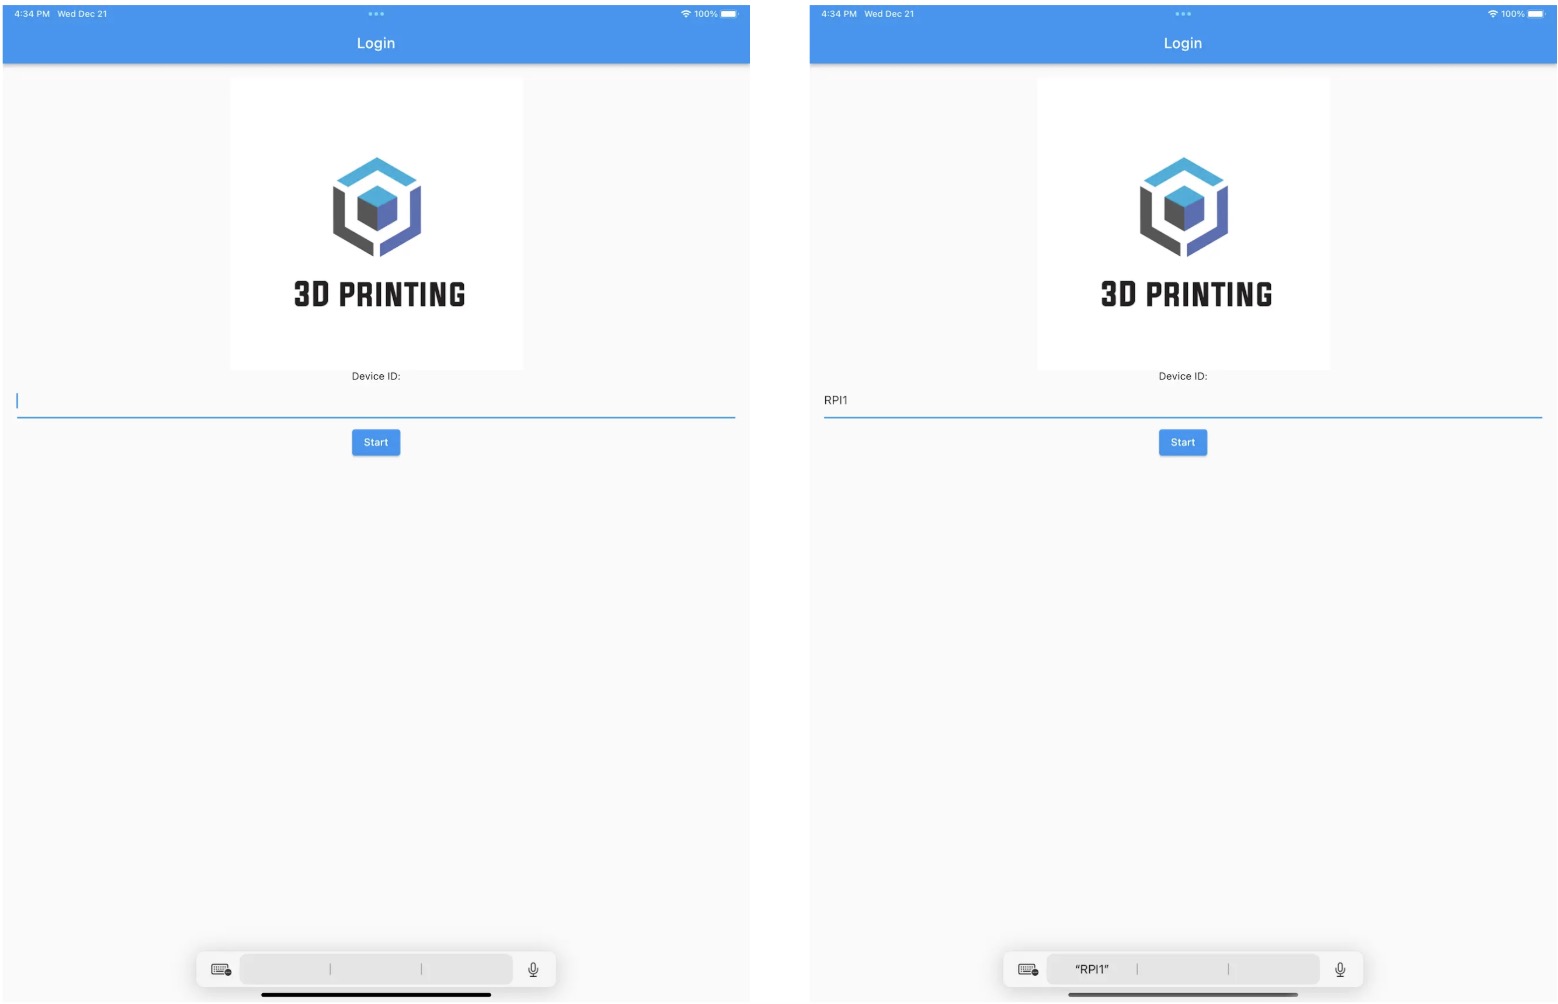 4:34 PM Wed Dec 21
100%
Login
3D PRINTING
Device ID:
Start
4:34 PM Wed Dec 21
100%
Login
3D PRINTING
Device ID:
RPI1
Start
“RPI1”